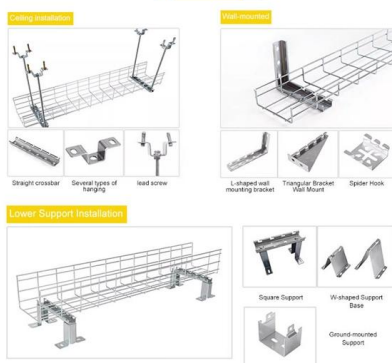 Ceiling installation
Wall-mounted
Straight crossbar
Several types of
hanging
lead screw
L-shaped wall
mounting bracket
Triangular Bracket
Wall Mount
Spider Hook
Lower Support Installation
Square Support
W-shaped Support
Base
Ground-mounted
Support